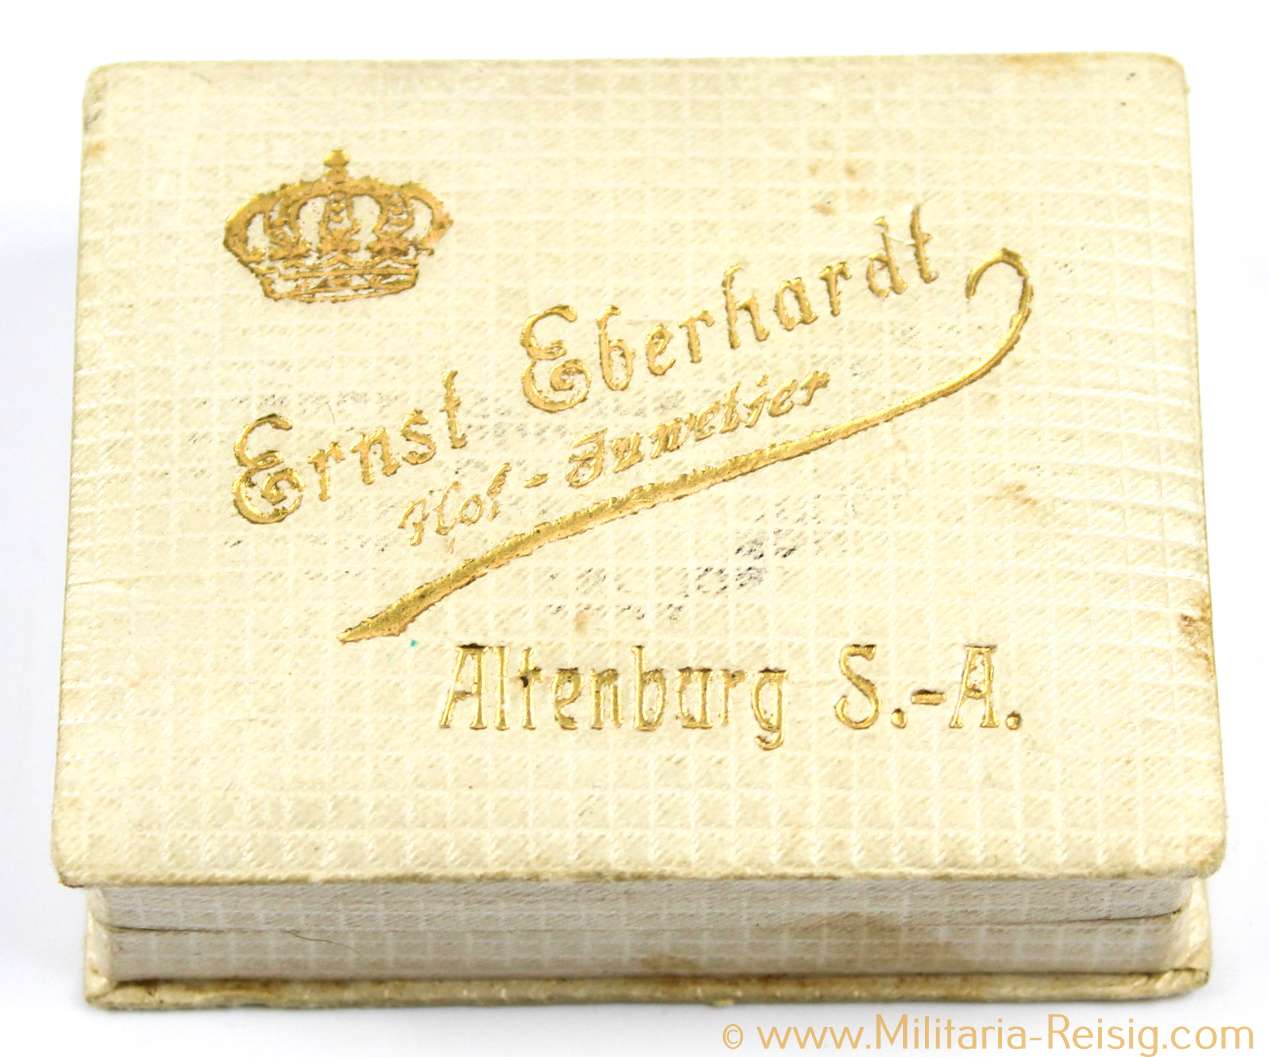 Ernst Eberhardt
Hof-Juwelier
Altenburg S.-A.
© www.Militaria-Reisig.com